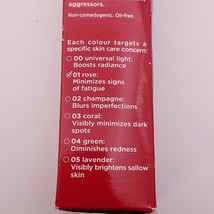 aggressors.
Non-comedogenic. Oil-free.
Each colour targets a
specific skin care concern:
00 universal light:
Boosts radiance
01 rose:
Minimizes signs
of fatigue
02 champagne:
Blurs imperfections
03 coral:
Visibly minimizes dark
spots
04 green:
Diminishes redness
05 lavender:
Visibly brightens sallow
skin